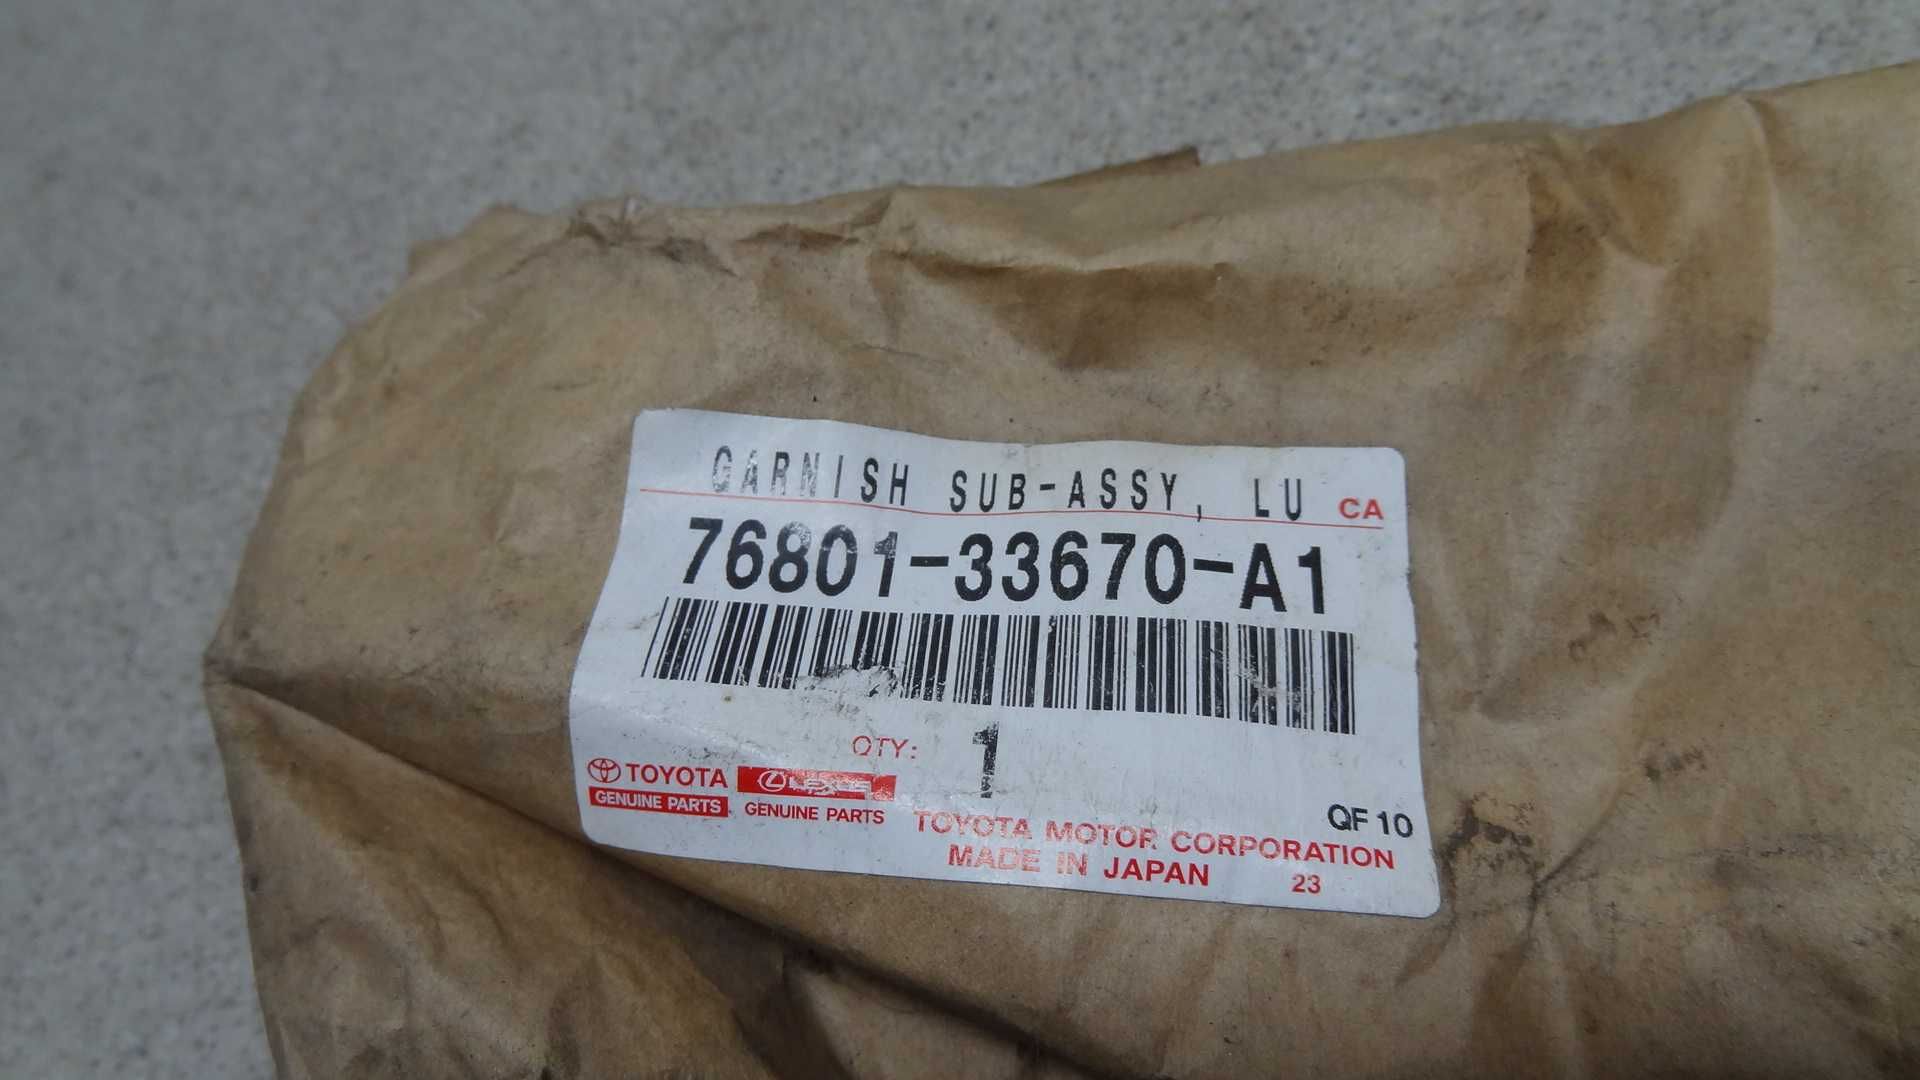 GARNISH SUB-ASSY, LU CA
76801-33670-A1
QTY: 1
TOYOTA LEXUS
GENUINE PARTS GENUINE PARTS
QF 10
TOYOTA MOTOR CORPORATION
MADE IN JAPAN 23